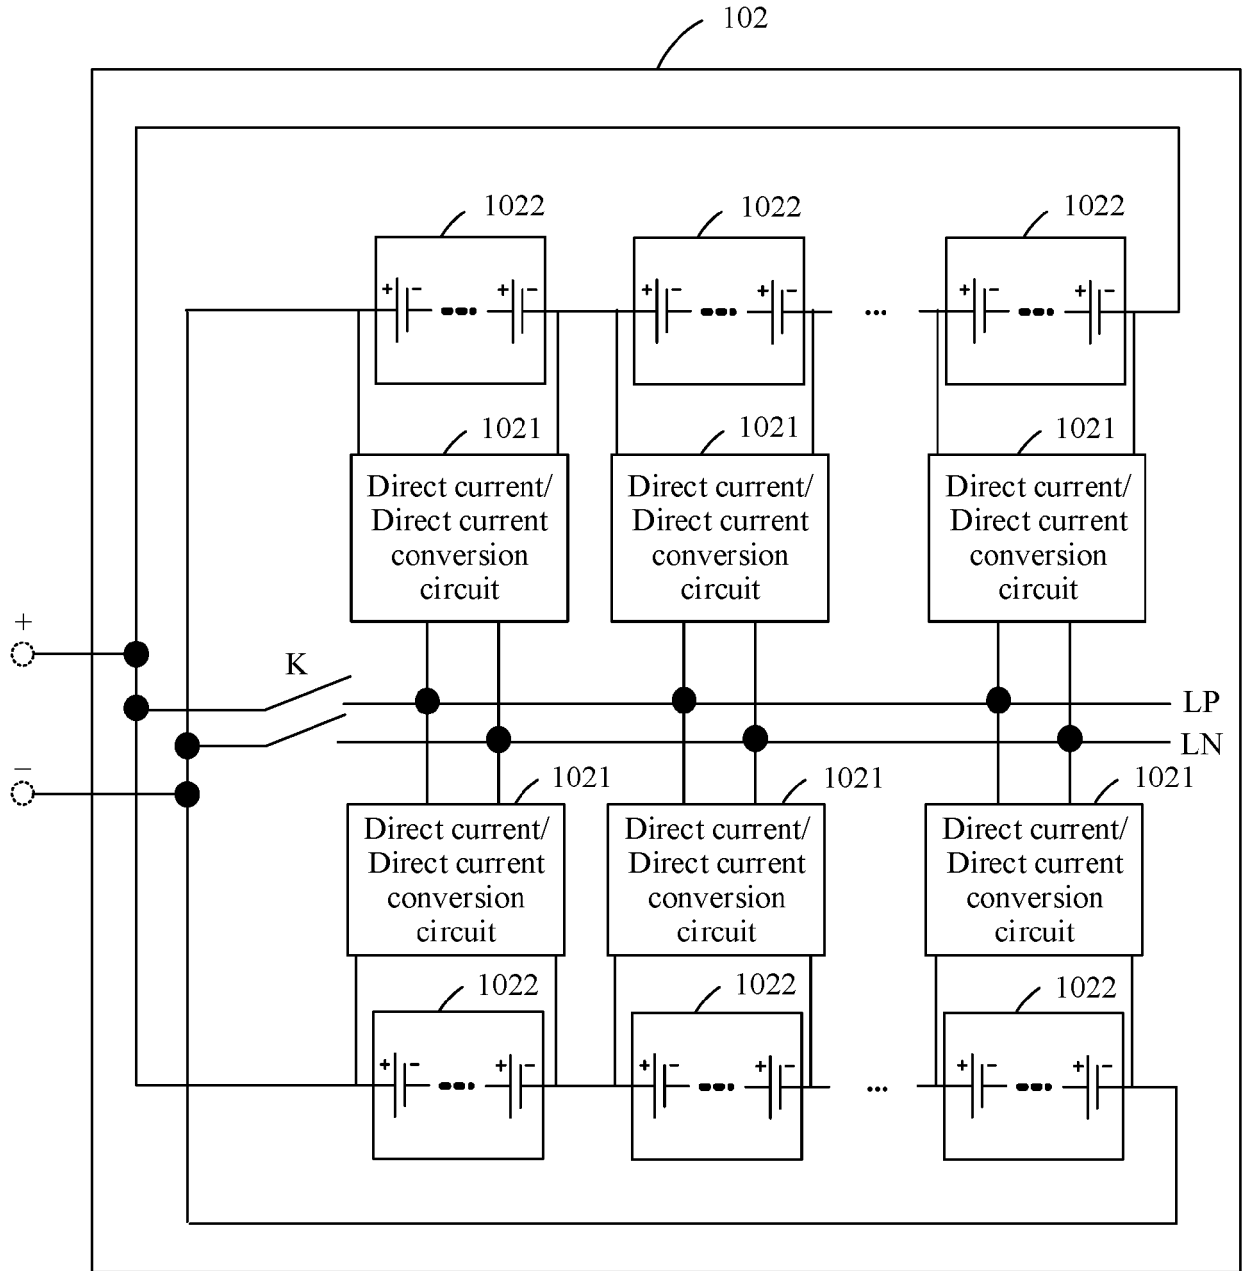 102
1022 1022 1022
+ - + - + - + - ... + - + -
1021 1021 1021
Direct current/ Direct current/ Direct current/
Direct current Direct current Direct current
conversion conversion conversion
circuit circuit circuit
+
K
LP
LN
−
1021 1021 1021
Direct current/ Direct current/ Direct current/
Direct current Direct current Direct current
conversion conversion conversion
circuit circuit circuit
1022 1022 1022
+ - + - + - + - ... + - + -